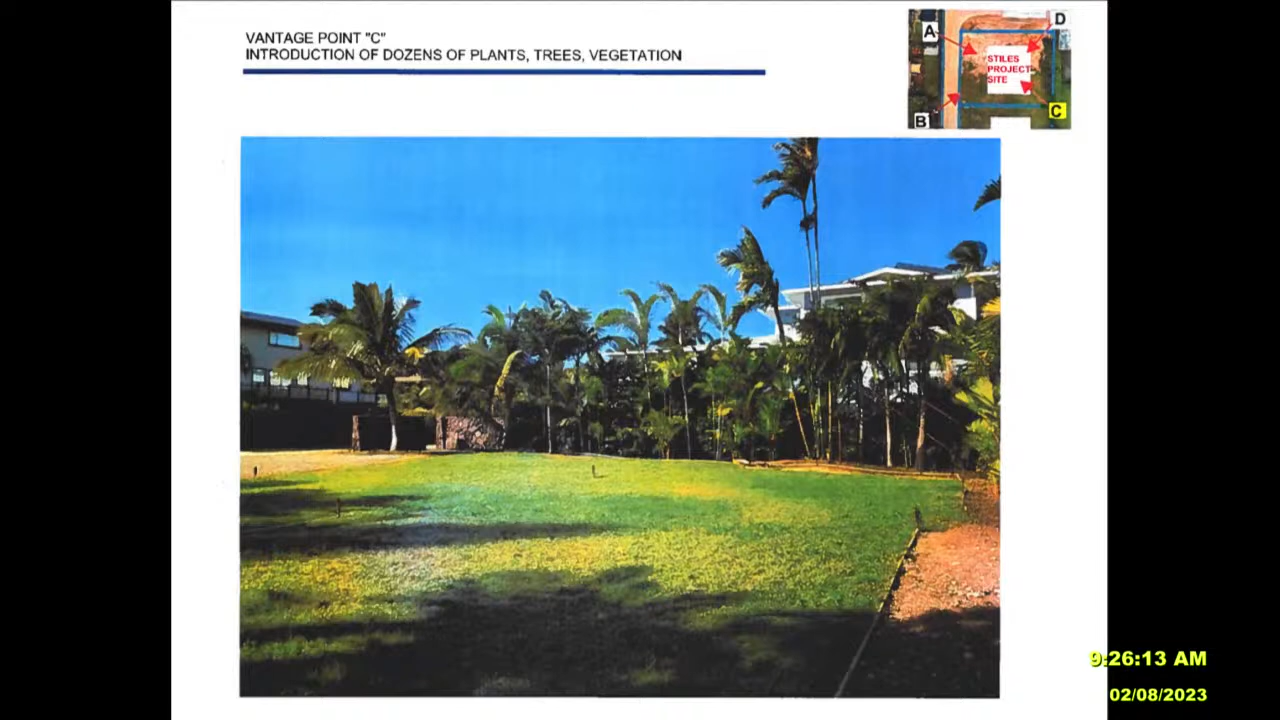 VANTAGE POINT "C"
INTRODUCTION OF DOZENS OF PLANTS, TREES, VEGETATION
A
D
STILES
PROJECT
SITE
B
C
9:26:13 AM
02/08/2023